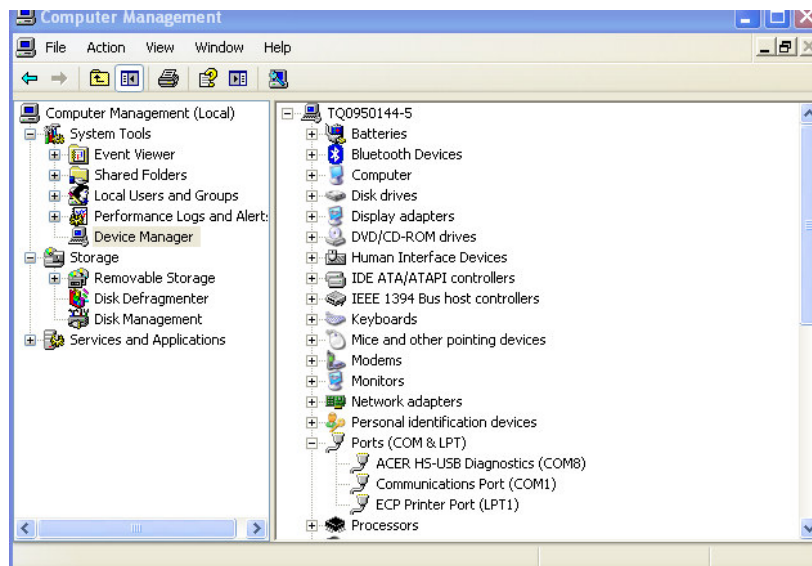 Computer Management
File Action View Window Help
Computer Management (Local)
System Tools
Event Viewer
Shared Folders
Local Users and Groups
Performance Logs and Alert:
Device Manager
Storage
Removable Storage
Disk Defragmenter
Disk Management
Services and Applications
TQ0950144-5
Batteries
Bluetooth Devices
Computer
Disk drives
Display adapters
DVD/CD-ROM drives
Human Interface Devices
IDE ATA/ATAPI controllers
IEEE 1394 Bus host controllers
Keyboards
Mice and other pointing devices
Modems
Monitors
Network adapters
Personal identification devices
Ports (COM & LPT)
ACER HS-USB Diagnostics (COM8)
Communications Port (COM1)
ECP Printer Port (LPT1)
Processors